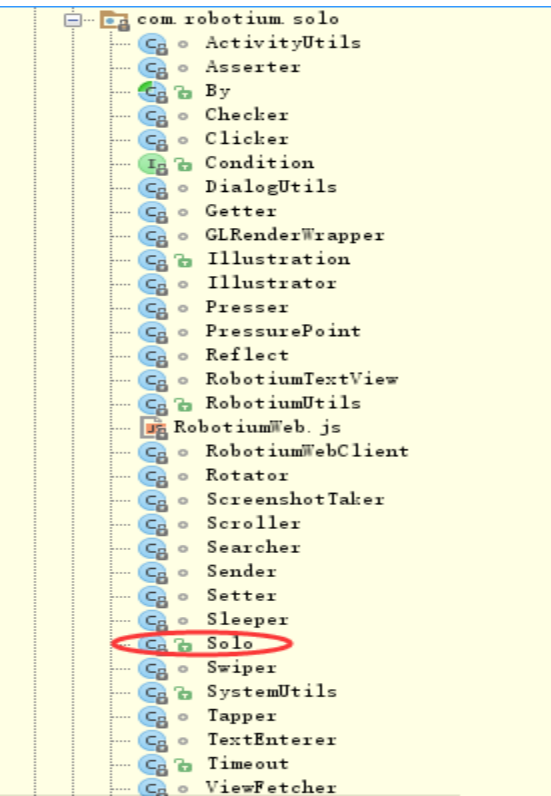 com.robotium.solo
ActivityUtils
Asserter
By
Checker
Clicker
Condition
DialogUtils
Getter
GLRenderWrapper
Illustration
Illustrator
Presser
PressurePoint
Reflect
RobotiumTextView
RobotiumUtils
RobotiumWeb.js
RobotiumWebClient
Rotator
ScreenshotTaker
Scroller
Searcher
Sender
Setter
Sleeper
Solo
Swiper
SystemUtils
Tapper
TextEnterer
Timeout
ViewFetcher